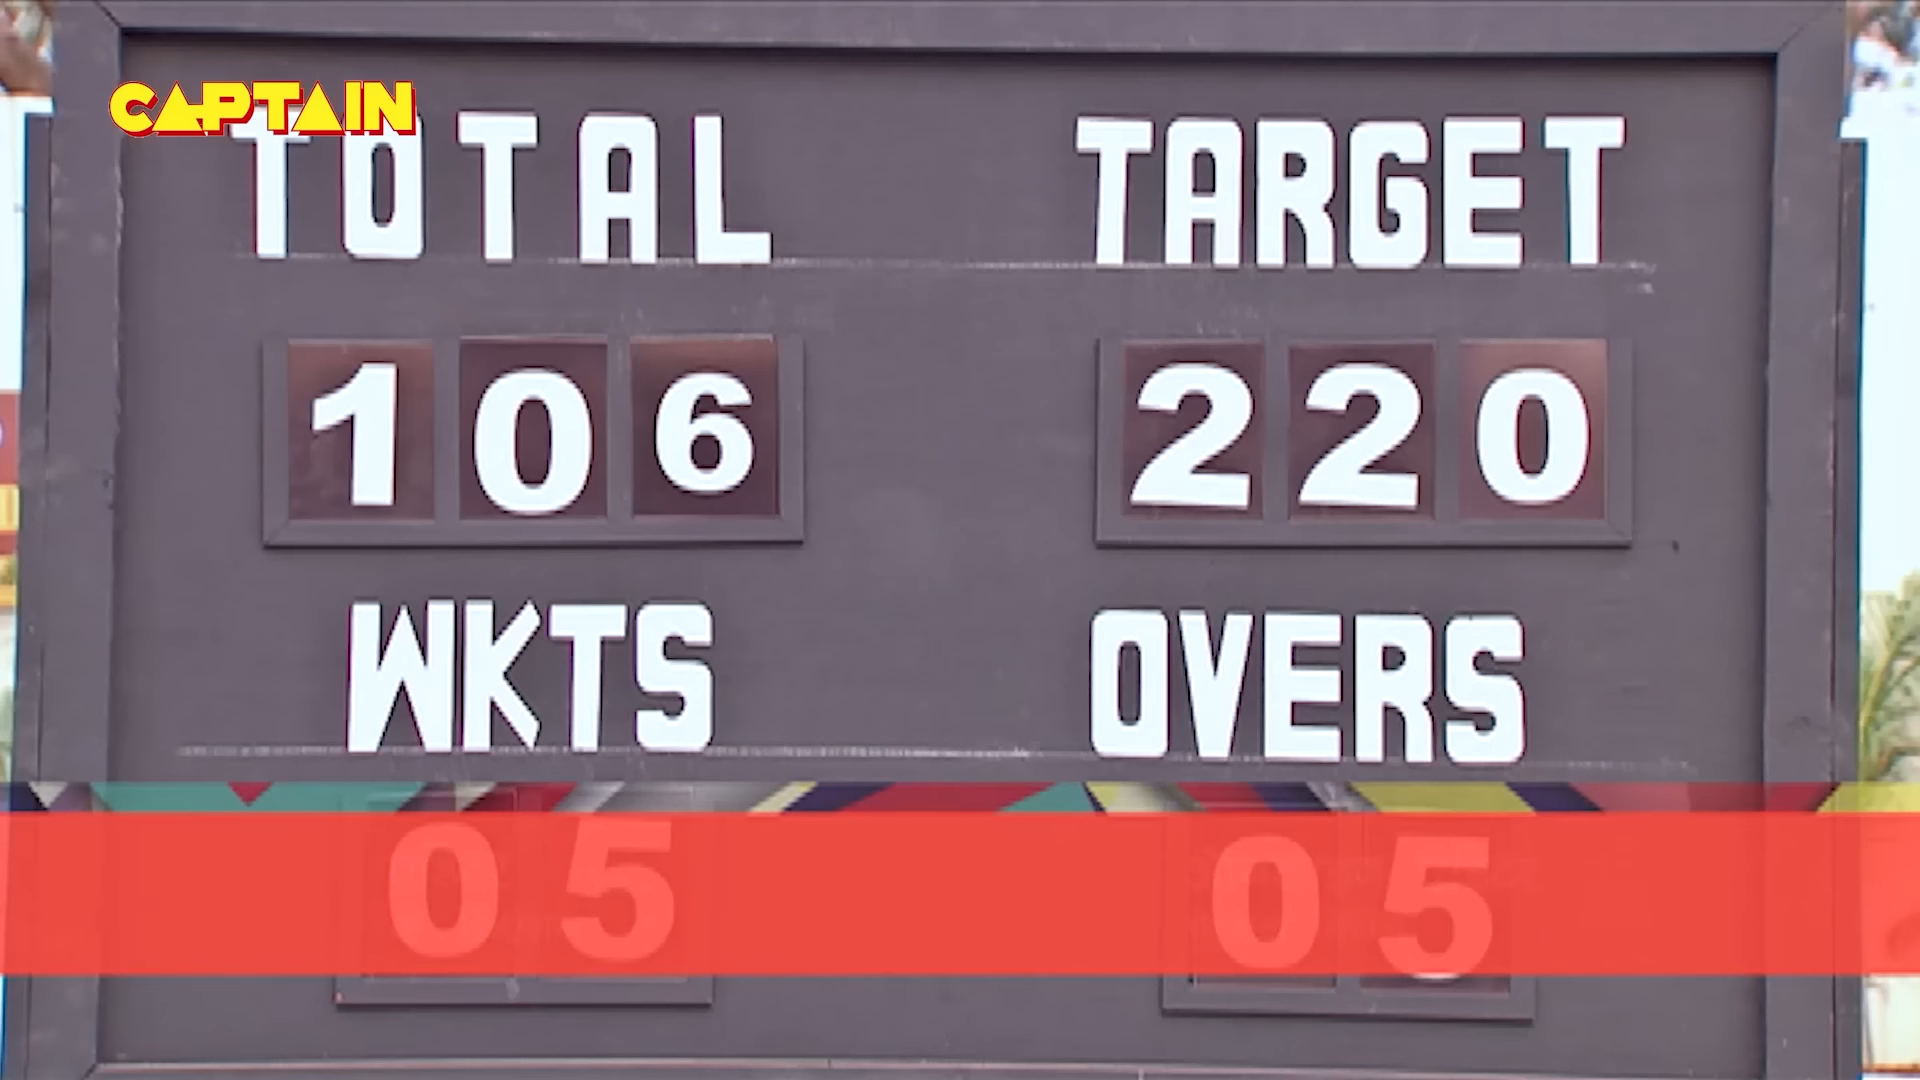 CAPTAIN
TOTAL TARGET
106 220
WKTS OVERS
05 05